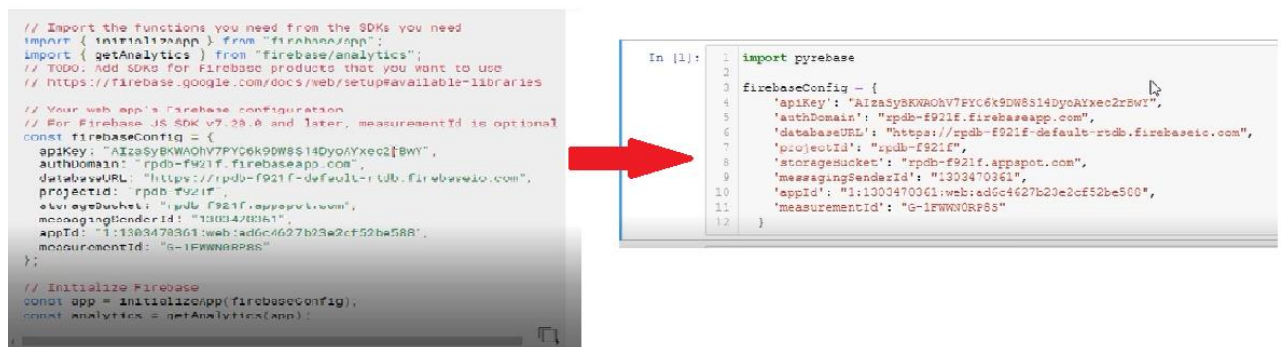 // Import the functions you need from the SDKs you need
import { initializeApp } from "firebase/app";
import { getAnalytics } from "firebase/analytics";
// TODO: Add SDKs for Firebase products that you want to use
// https://firebase.google.com/docs/web/setup#available-libraries
// Your web app's Firebase configuration
// For Firebase JS SDK v7.20.0 and later, measurementId is optional
const firebaseConfig = {
apiKey: "AIzaSyBKWAOhV7PYC6k9DW8S14DyoAYxec2rBwY",
authDomain: "rpdb-f921f.firebaseapp.com",
databaseURL: "https://rpdb-f921f-default-rtdb.firebaseio.com",
projectId: "rpdb-f921f",
storageBucket: "rpdb-f921f.appspot.com",
messagingSenderId: "1303470361",
appId: "1:1303470361:web:ad6c4627b23e2cf52be588",
measurementId: "G-1FWWN0RP8S"
};
// Initialize Firebase
const app = initializeApp(firebaseConfig);
const analytics = getAnalytics(app);
In [1]:
1 import pyrebase
2
3 firebaseConfig = {
4 'apiKey': "AIzaSyBKWAOhV7PYC6k9DW8S14DyoAYxec2rBwY",
5 'authDomain': "rpdb-f921f.firebaseapp.com",
6 'databaseURL': "https://rpdb-f921f-default-rtdb.firebaseio.com",
7 'projectId': "rpdb-f921f",
8 'storageBucket': "rpdb-f921f.appspot.com",
9 'messagingSenderId': "1303470361",
10 'appId': "1:1303470361:web:ad6c4627b23e2cf52be588",
11 'measurementId': "G-1FWWN0RP8S"
12 }